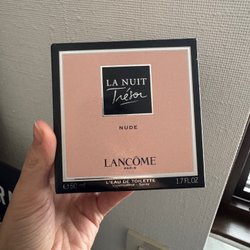 LA NUIT
Trésor
NUDE
LANCÔME
PARIS
e 50 ml
1.7 FL.OZ.
L'EAU DE TOILETTE